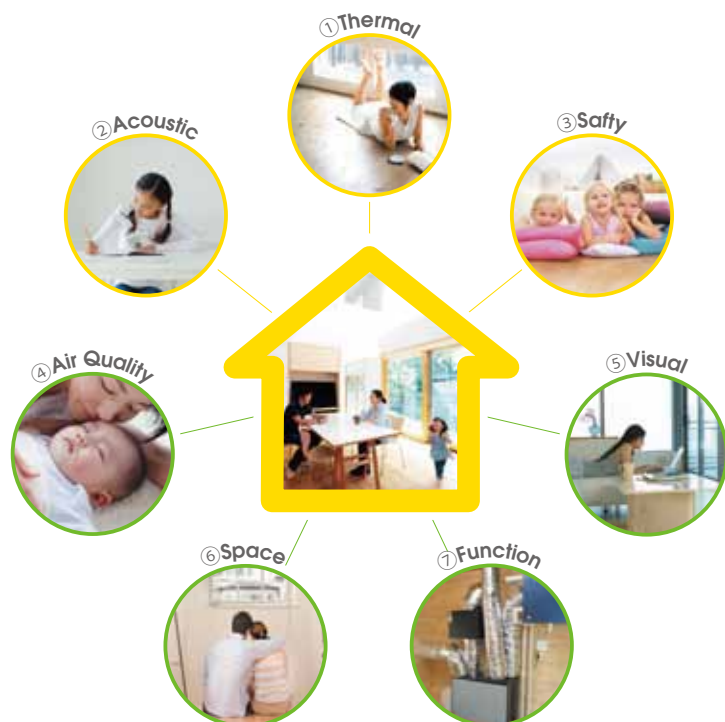 ①Thermal
②Acoustic
③Safty
④Air Quality
⑤Visual
⑥Space
⑦Function